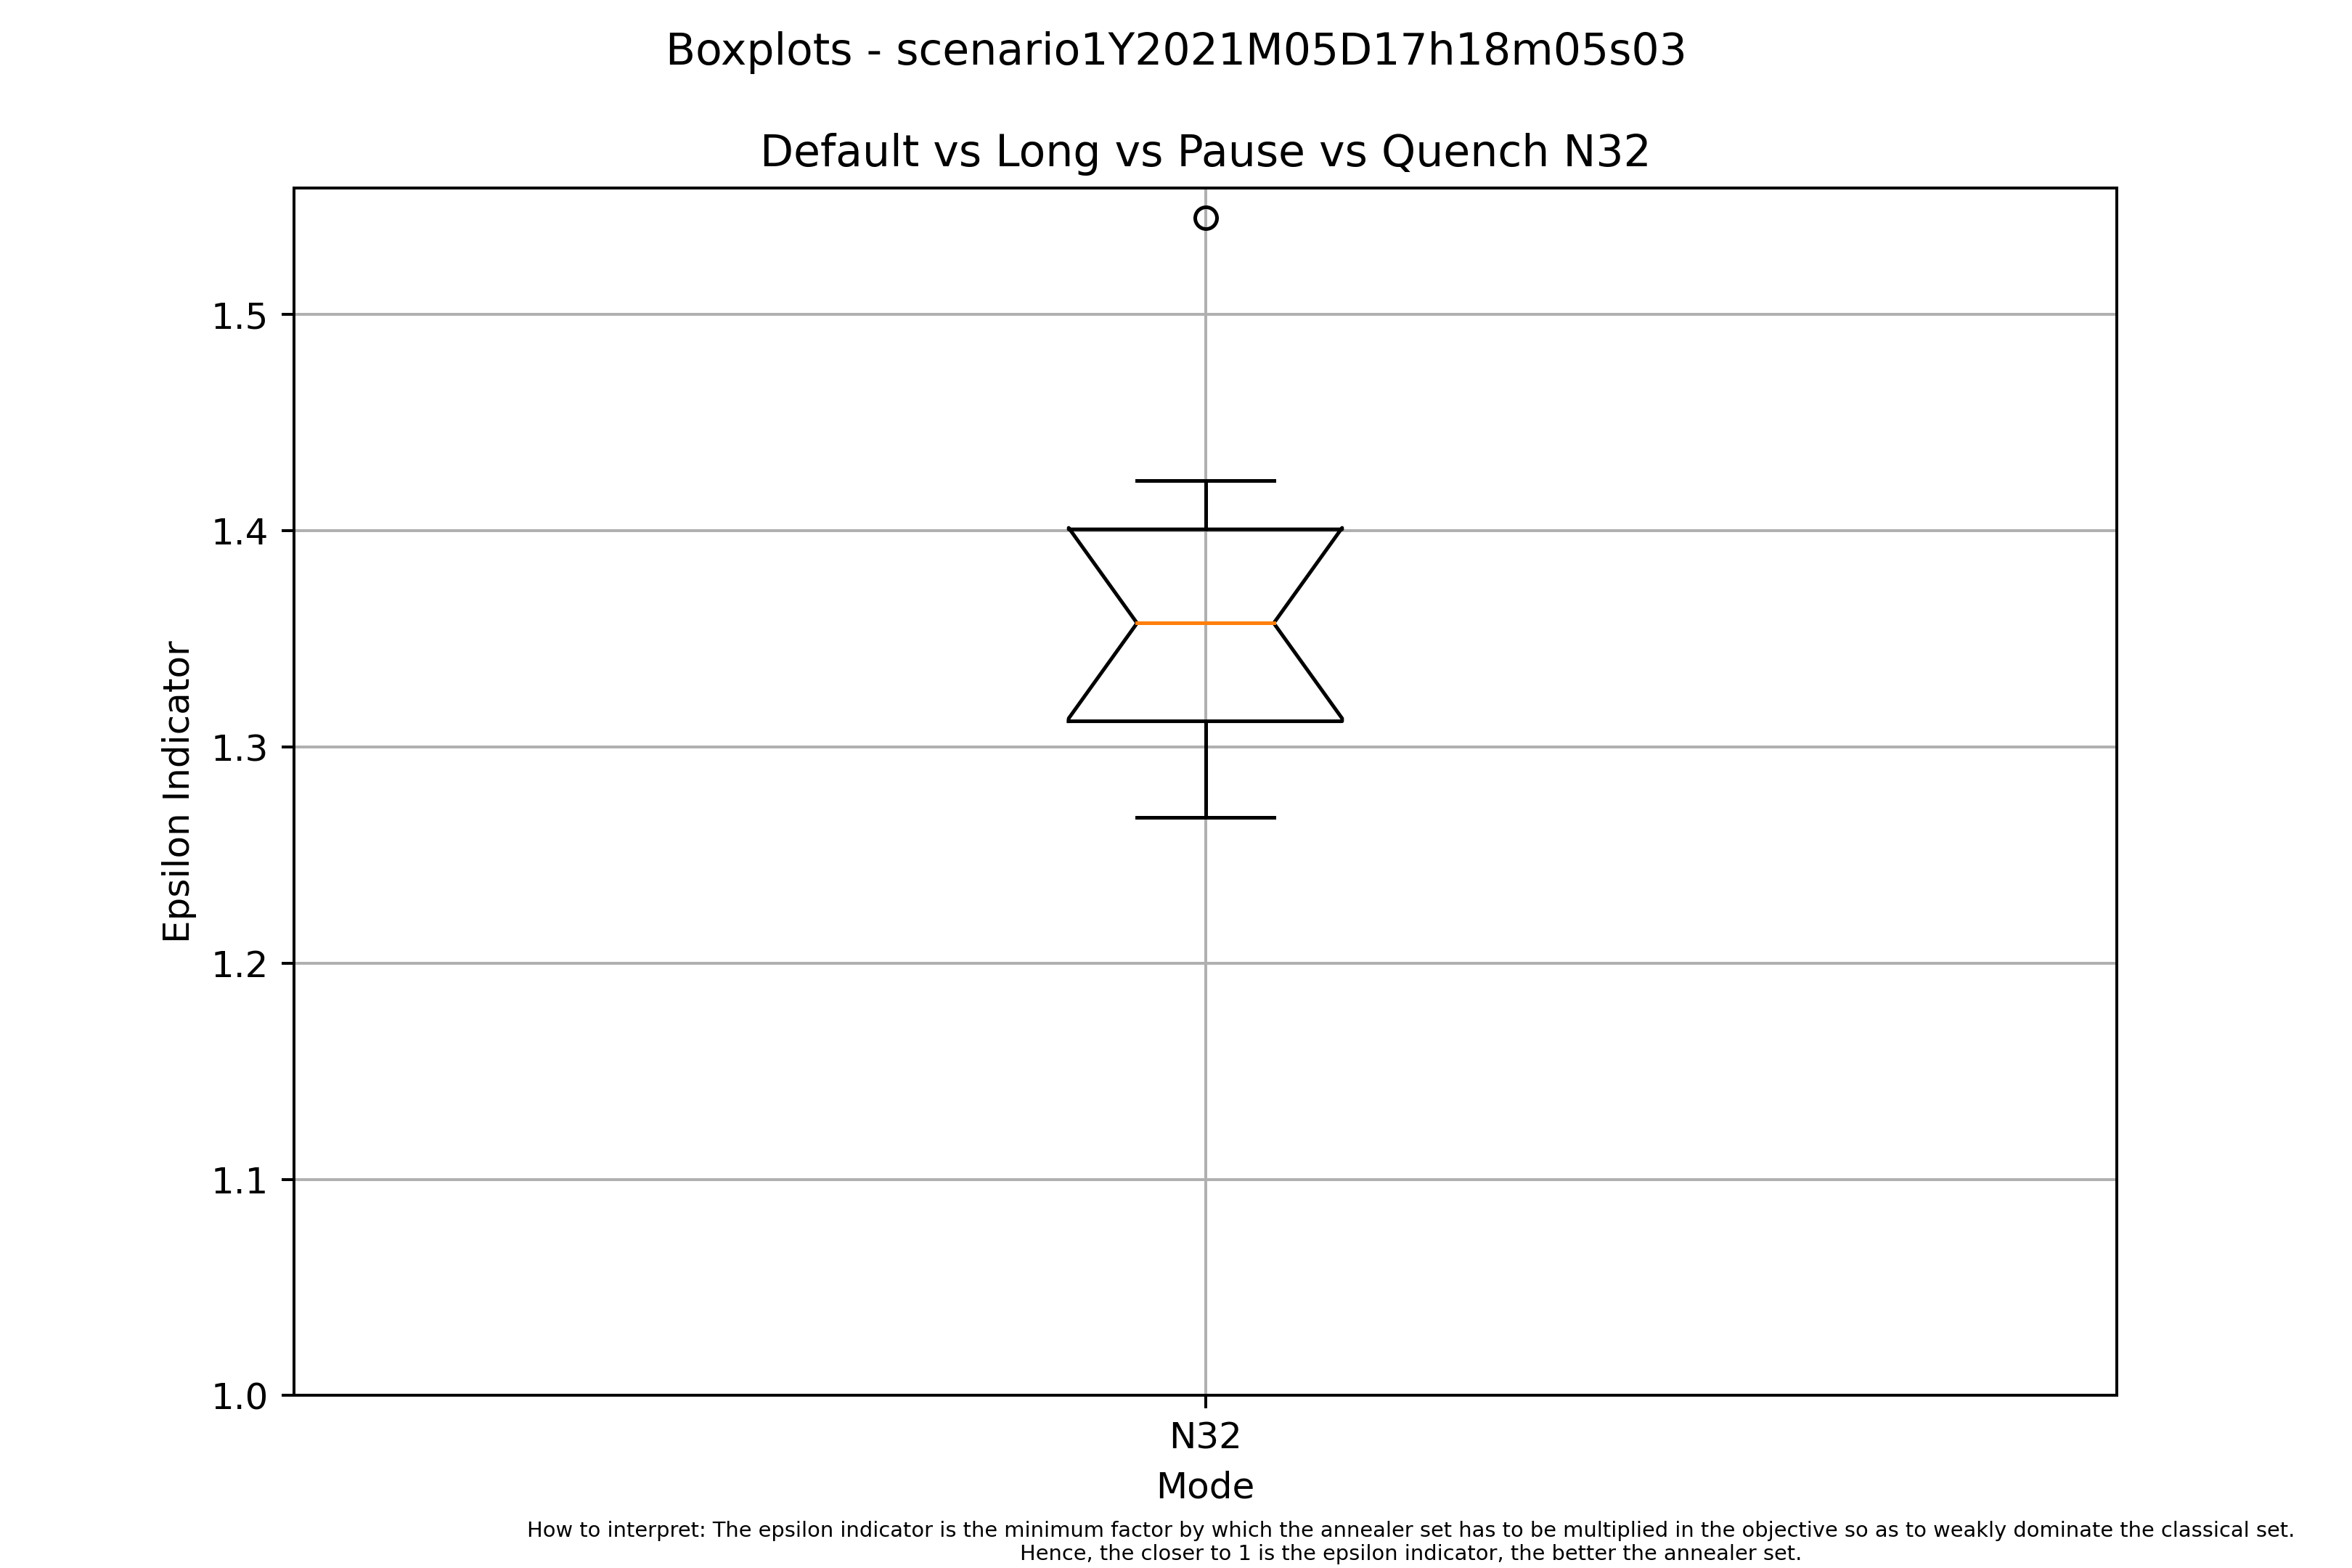 Boxplots - scenario1Y2021M05D17h18m05s03
Default vs Long vs Pause vs Quench N32
1.5
1.4
1.3
1.2
1.1
1.0
Epsilon Indicator
N32
Mode
How to interpret: The epsilon indicator is the minimum factor by which the annealer set has to be multiplied in the objective so as to weakly dominate the classical set.
Hence, the closer to 1 is the epsilon indicator, the better the annealer set.